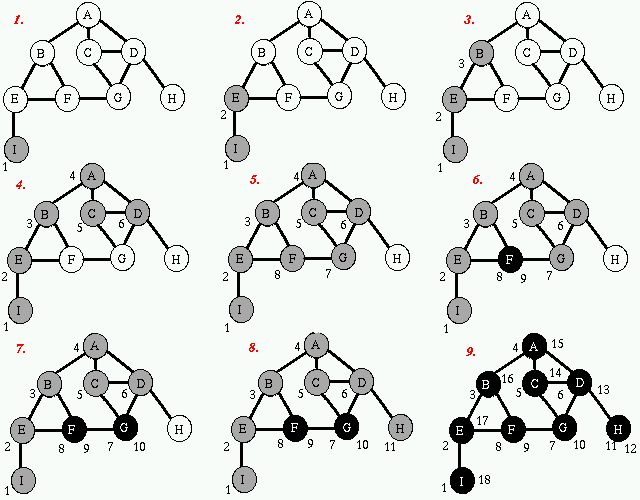 1. 2. 3.
A A A
B C D B C D 3 B C D
E F G H E F G H E F G H
2 2
I I I
1 1 1
4. 5. 6.
4 A 4 A 4 A
B C D B C D B C D
3 5 6 3 5 6 3 5 6
E F G H E F G H E F G H
2 2 8 7 2 8 9 7
I I I
1 1 1
7. 8. 9.
4 A 4 A 4 A 15
B C D B C D B 16 C 14 D 13
3 5 6 3 5 6 3 5 6
E F G H E F G H E 17 F G H
2 8 9 7 10 2 8 9 7 10 11 2 8 9 7 10 11 12
I I I 18
1 1 1